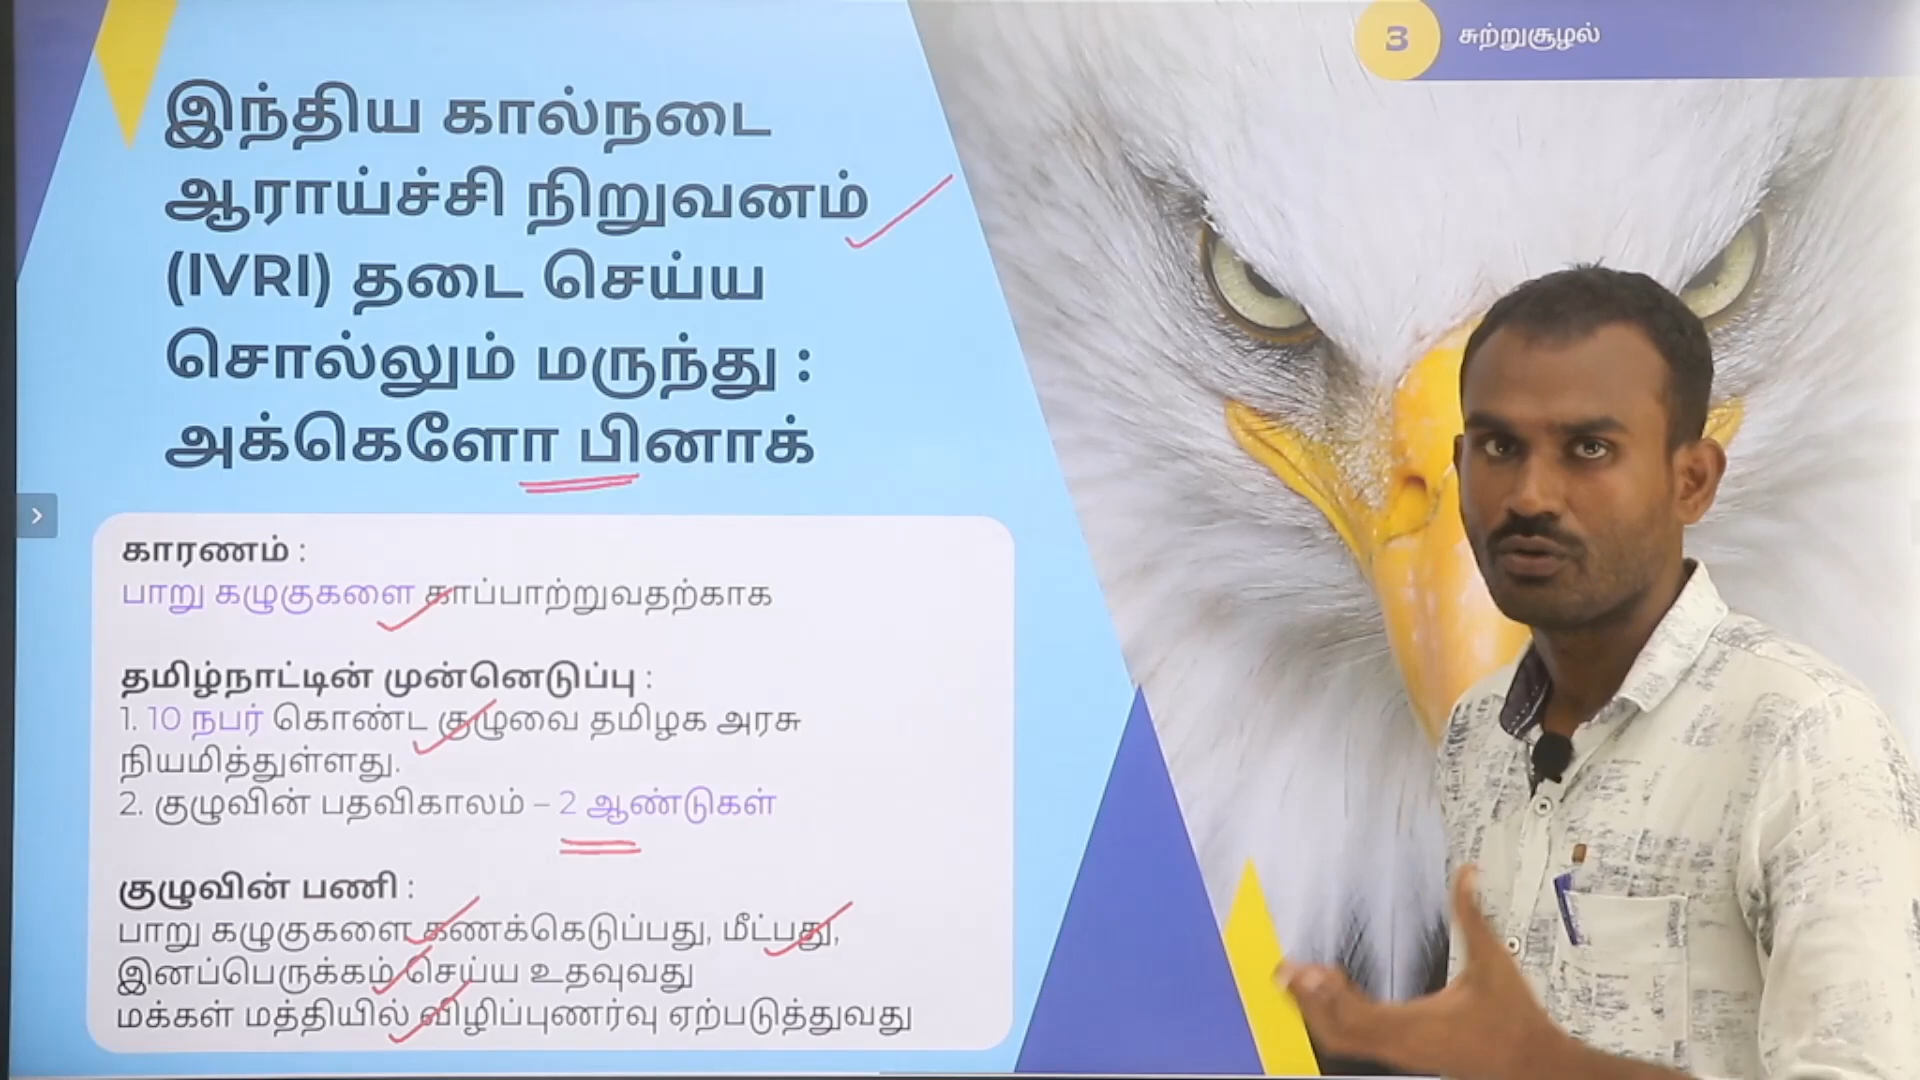 3 சுற்றுசூழல்
இந்திய கால்நடை
ஆராய்ச்சி நிறுவனம்
(IVRI) தடை செய்ய
சொல்லும் மருந்து :
அக்கெளோ பினாக்
காரணம் :
பாறு கழுகுகளை காப்பாற்றுவதற்காக
தமிழ்நாட்டின் முன்னெடுப்பு :
1. 10 நபர் கொண்ட குழுவை தமிழக அரசு
நியமித்துள்ளது.
2. குழுவின் பதவிகாலம் – 2 ஆண்டுகள்
குழுவின் பணி :
பாறு கழுகுகளை கணக்கெடுப்பது, மீட்பது,
இனப்பெருக்கம் செய்ய உதவுவது
மக்கள் மத்தியில் விழிப்புணர்வு ஏற்படுத்துவது